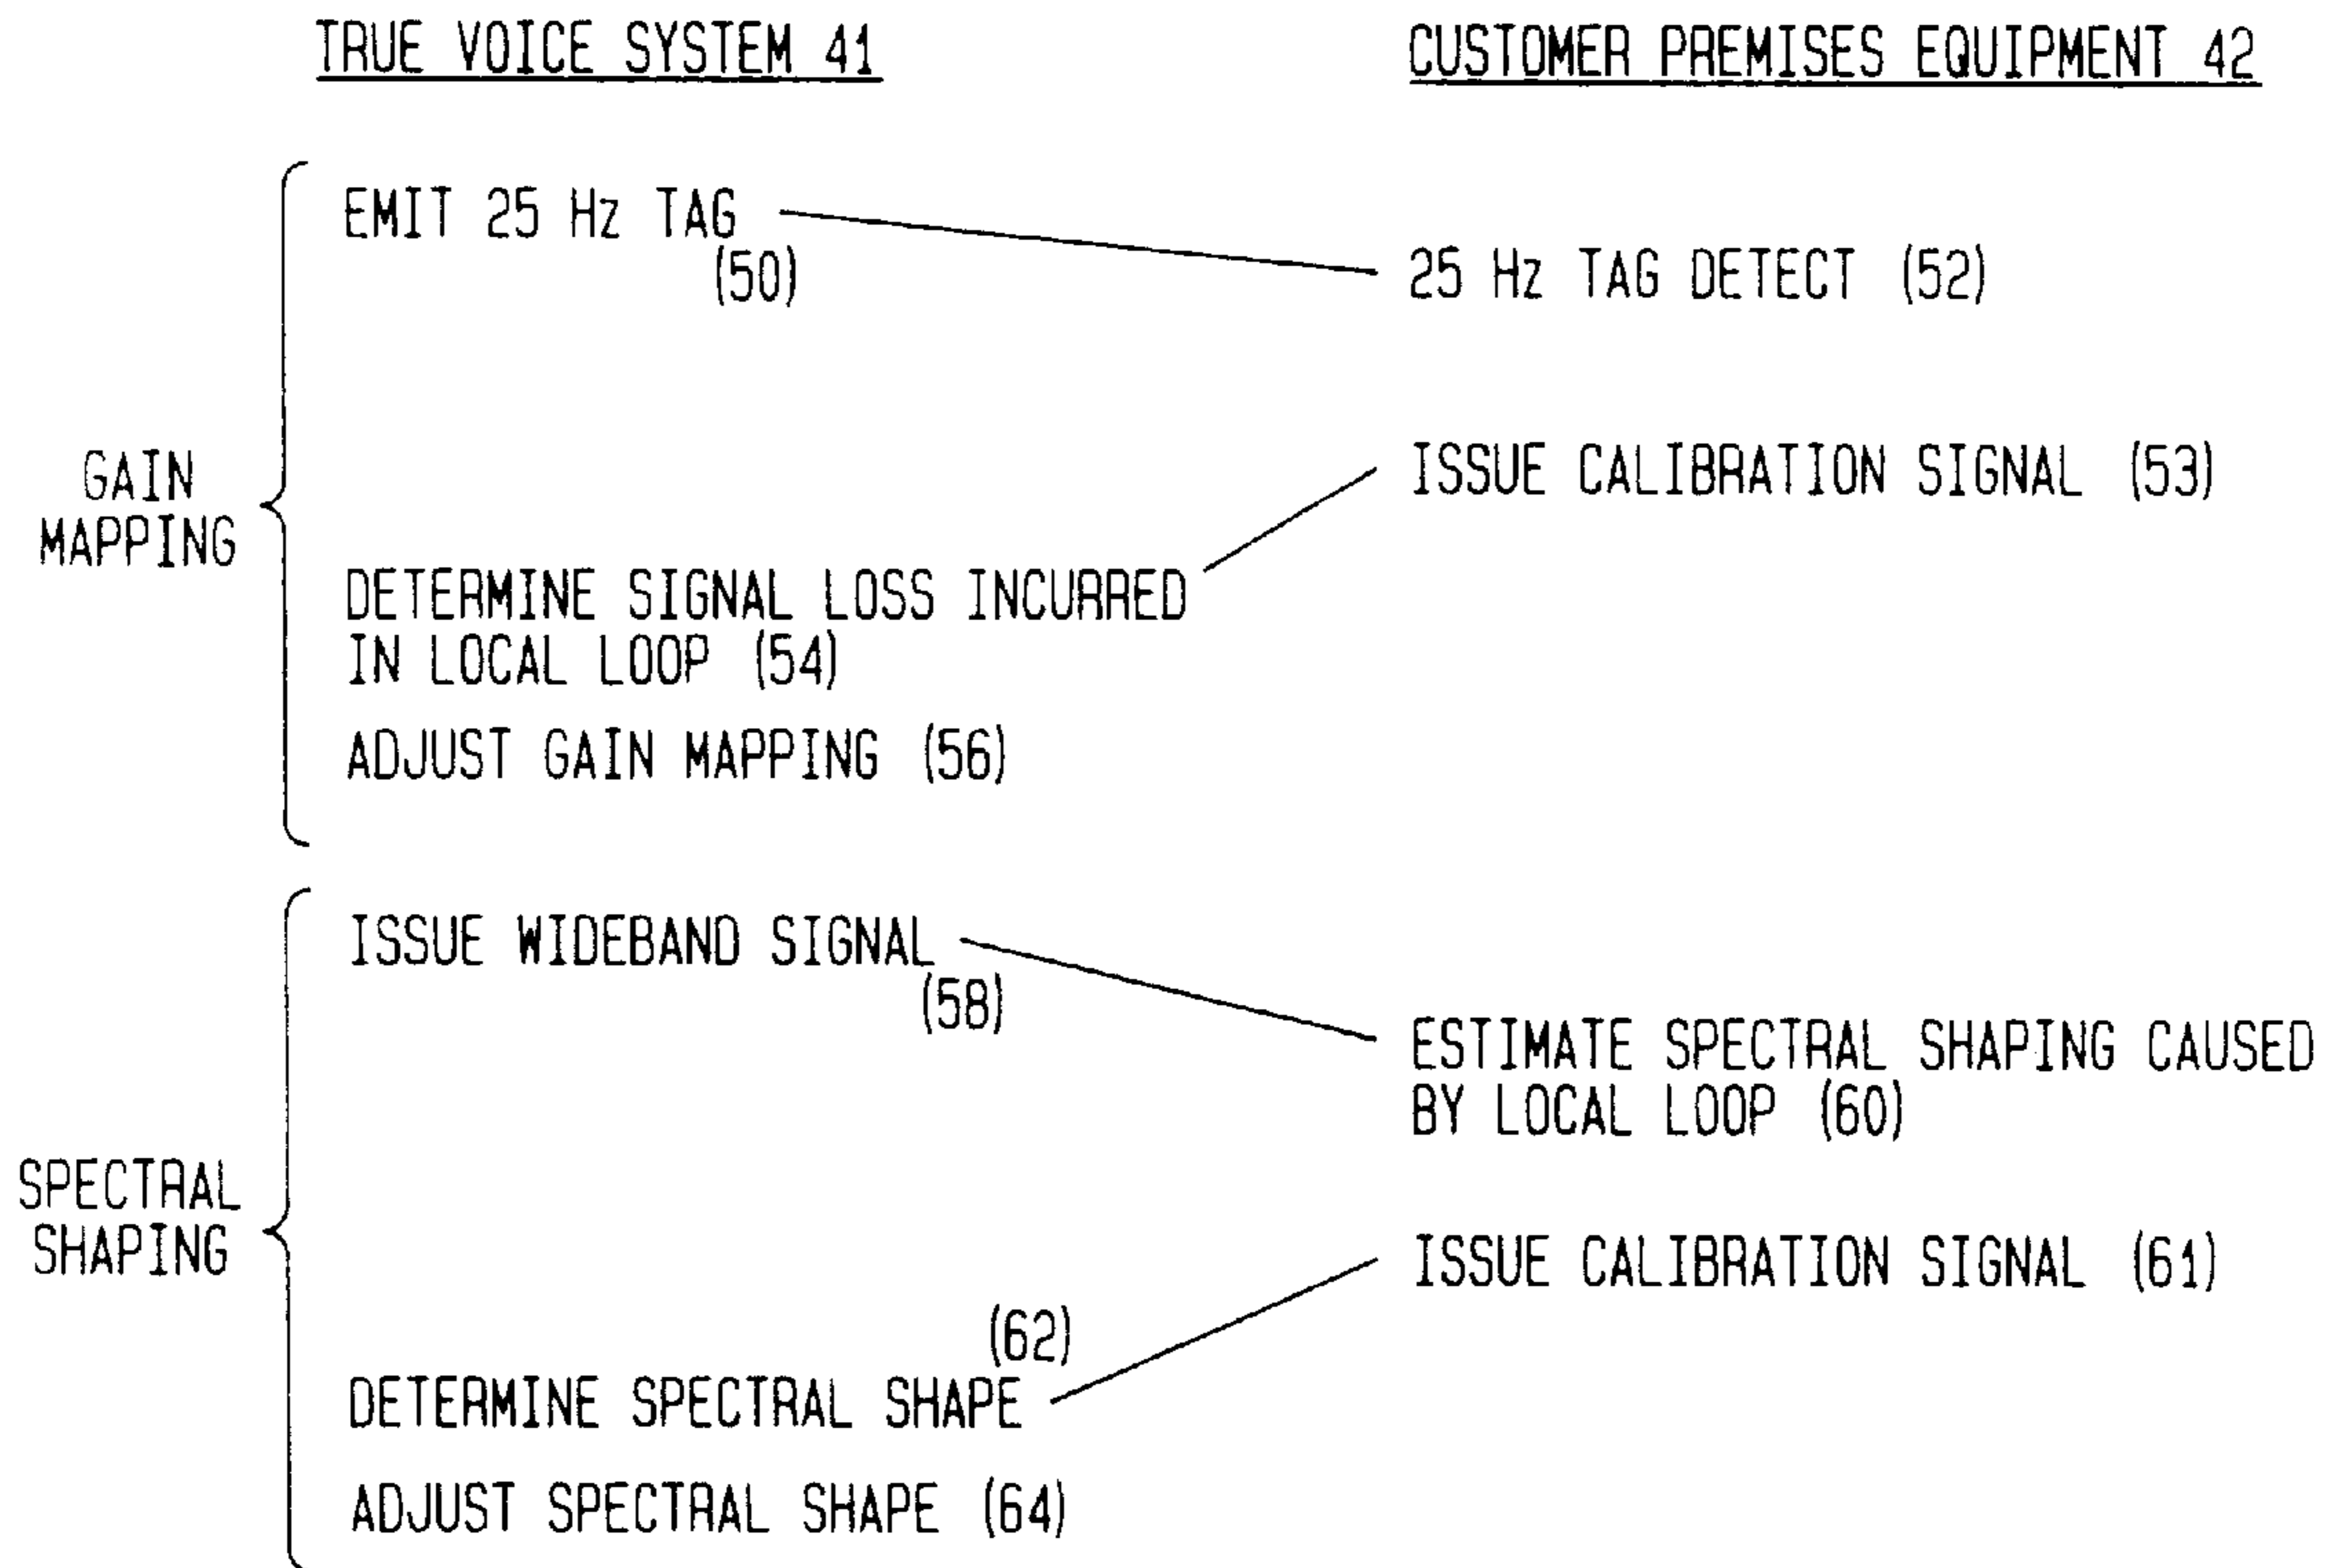 TRUE VOICE SYSTEM 41
CUSTOMER PREMISES EQUIPMENT 42
GAIN
MAPPING
EMIT 25 Hz TAG
(50)
25 Hz TAG DETECT (52)
ISSUE CALIBRATION SIGNAL (53)
DETERMINE SIGNAL LOSS INCURRED
IN LOCAL LOOP (54)
ADJUST GAIN MAPPING (56)
SPECTRAL
SHAPING
ISSUE WIDEBAND SIGNAL
(58)
ESTIMATE SPECTRAL SHAPING CAUSED
BY LOCAL LOOP (60)
ISSUE CALIBRATION SIGNAL (61)
(62)
DETERMINE SPECTRAL SHAPE
ADJUST SPECTRAL SHAPE (64)